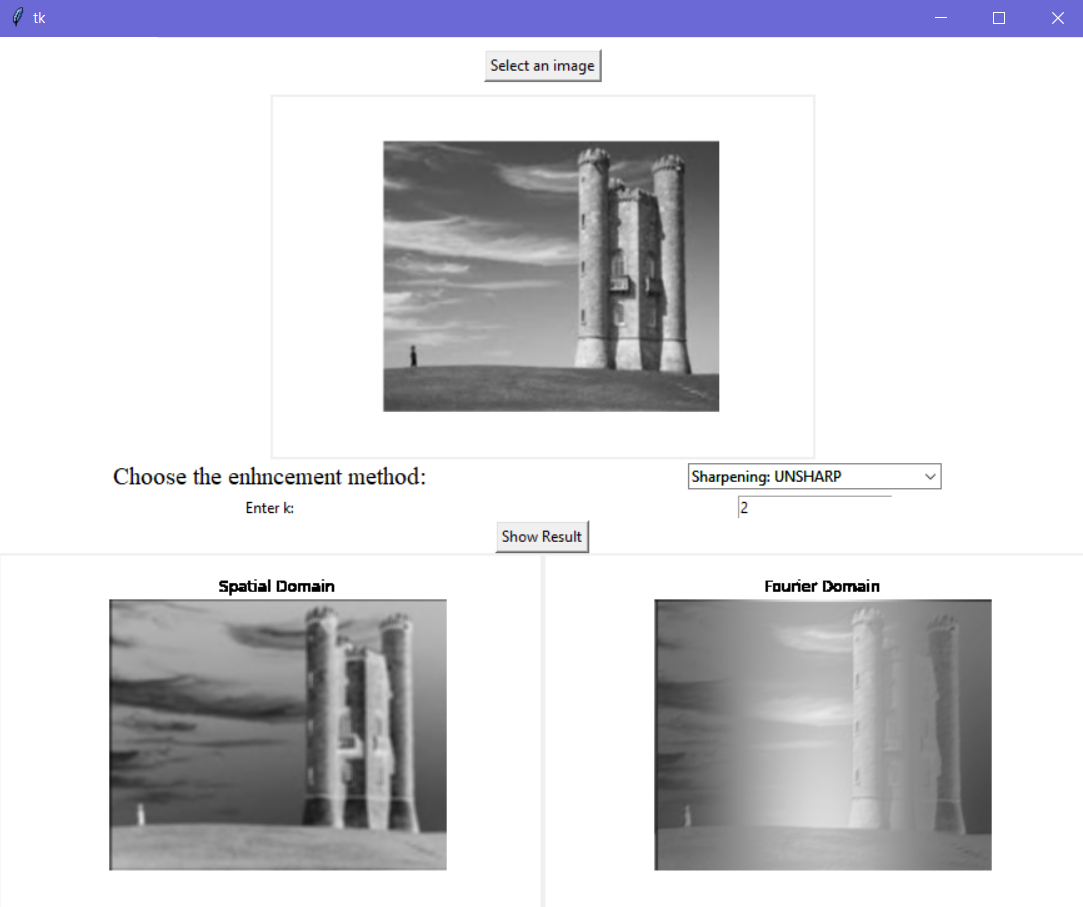 tk
Select an image
Choose the enhncement method:
Sharpening: UNSHARP
Enter k:
2
Show Result
Spatial Domain
Fourier Domain